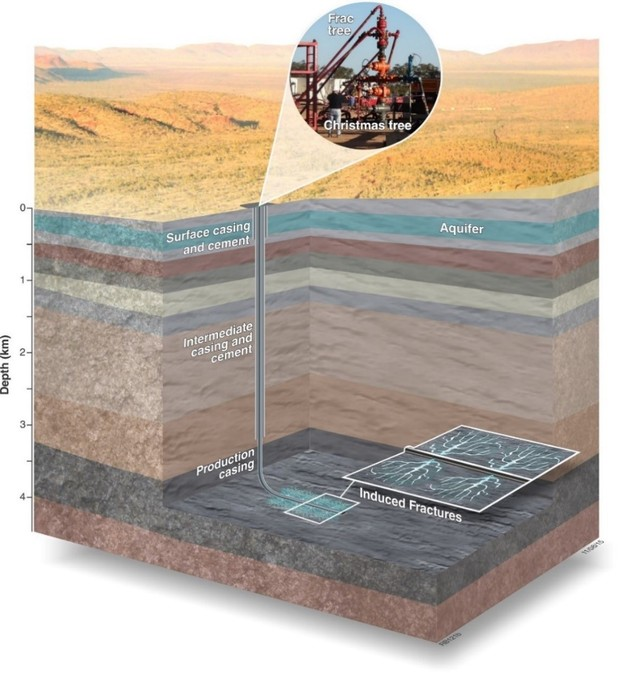 Frac
tree
Christmas tree
0
Surface casing
and cement
Aquifer
1
Depth (km)
Intermediate
casing and
cement
2
3
Production
casing
4
Induced Fractures